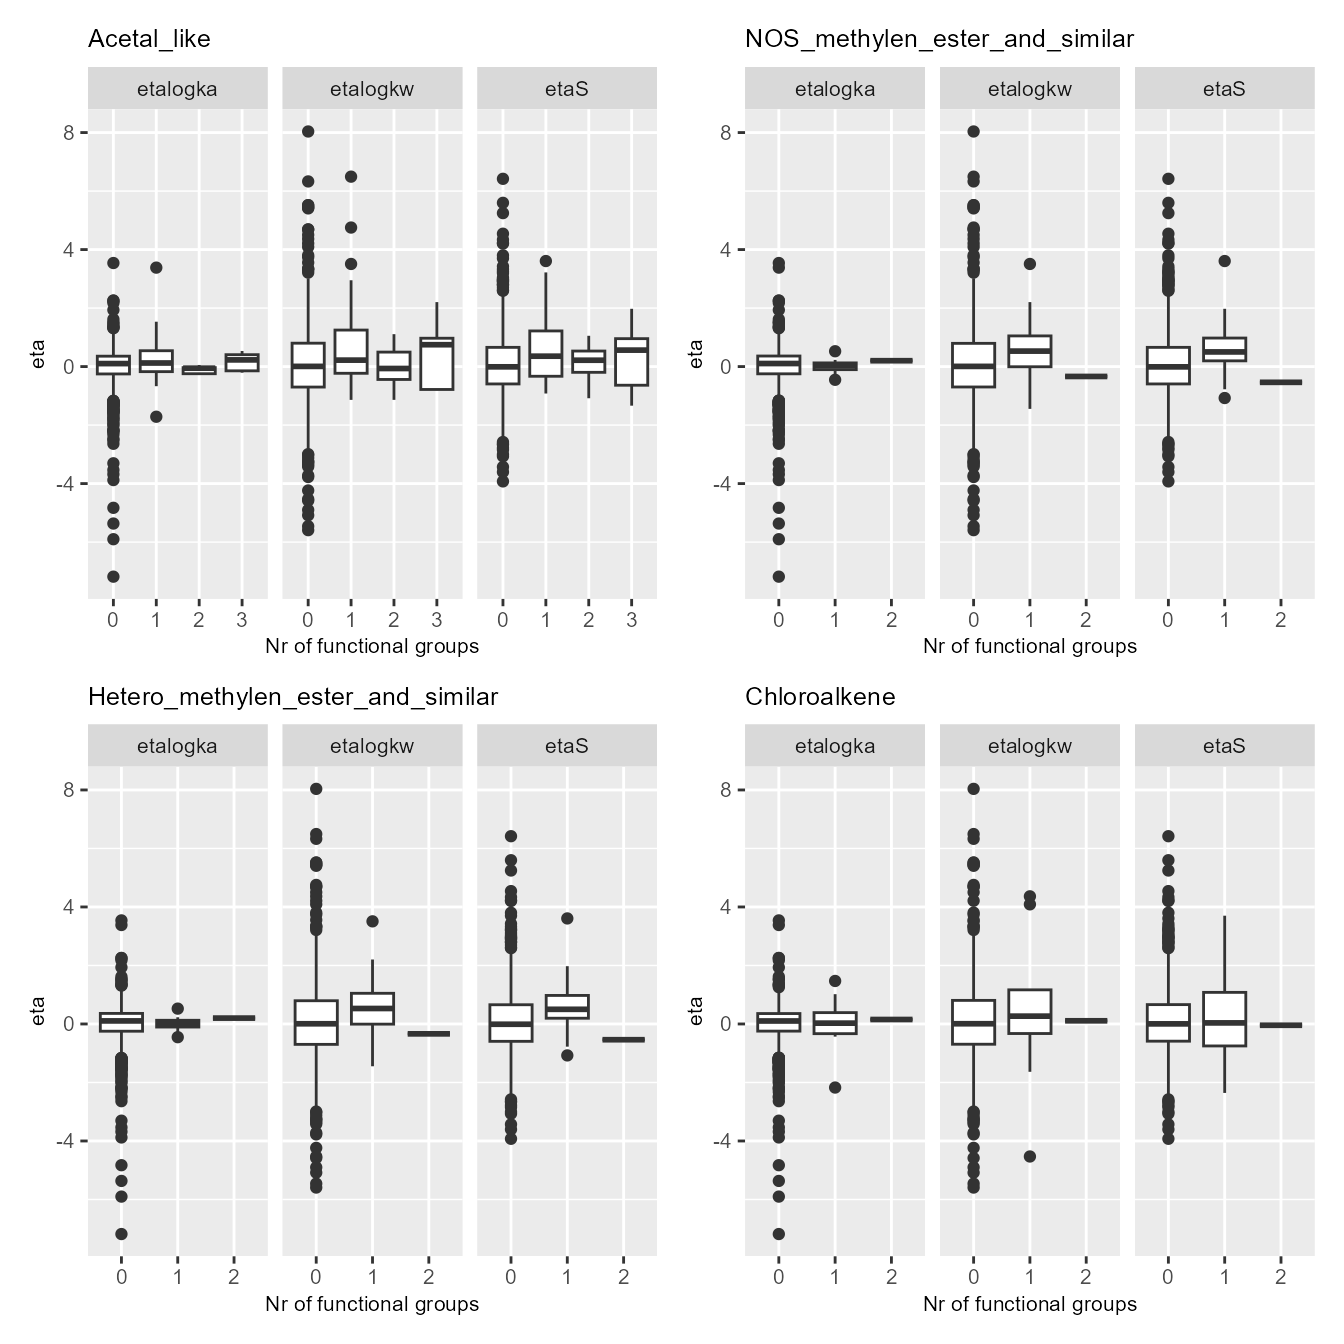 Acetal_like
etalogka etalogkw etaS
8
4
0
-4
eta
0 1 2 3 0 1 2 3 0 1 2 3
Nr of functional groups
NOS_methylen_ester_and_similar
etalogka etalogkw etaS
8
4
0
-4
eta
0 1 2 0 1 2 0 1 2
Nr of functional groups
Hetero_methylen_ester_and_similar
etalogka etalogkw etaS
8
4
0
-4
eta
0 1 2 0 1 2 0 1 2
Nr of functional groups
Chloroalkene
etalogka etalogkw etaS
8
4
0
-4
eta
0 1 2 0 1 2 0 1 2
Nr of functional groups